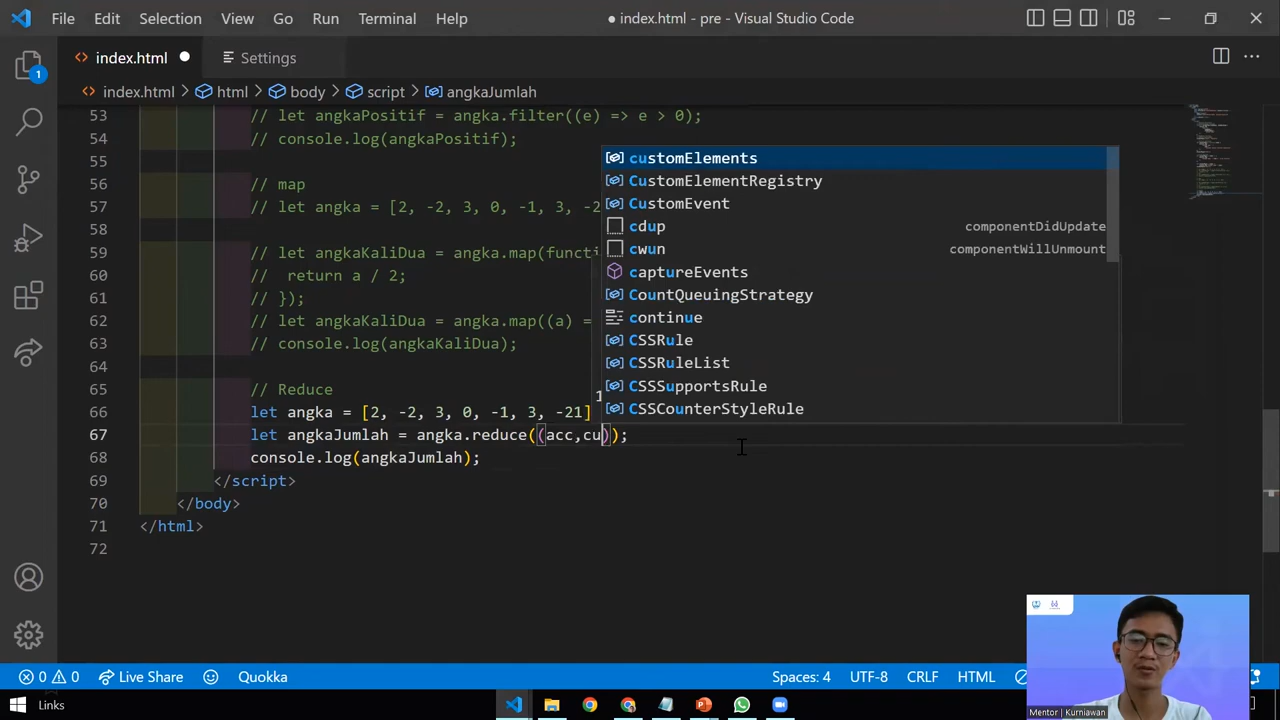 File Edit Selection View Go Run Terminal Help
● index.html - pre - Visual Studio Code
index.html ●
Settings
index.html > html > body > script > angkaJumlah
1
53 // let angkaPositif = angka.filter((e) => e > 0);
54 // console.log(angkaPositif);
55
56 // map
57 // let angka = [2, -2, 3, 0, -1, 3, -2
58
59 // let angkaKaliDua = angka.map(functi
60 // return a / 2;
61 // });
62 // let angkaKaliDua = angka.map((a) =
63 // console.log(angkaKaliDua);
64
65 // Reduce
66 let angka = [2, -2, 3, 0, -1, 3, -21]
67 let angkaJumlah = angka.reduce((acc,cu));
68 console.log(angkaJumlah);
69 </script>
70 </body>
71 </html>
72
customElements
CustomElementRegistry
CustomEvent
cdup componentDidUpdate
cwun componentWillUnmount
captureEvents
CountQueuingStrategy
continue
CSSRule
CSSRuleList
CSSSupportsRule
CSSCounterStyleRule
Mentor | Kurniawan
0 0 Live Share Quokka Spaces: 4 UTF-8 CRLF HTML
Links